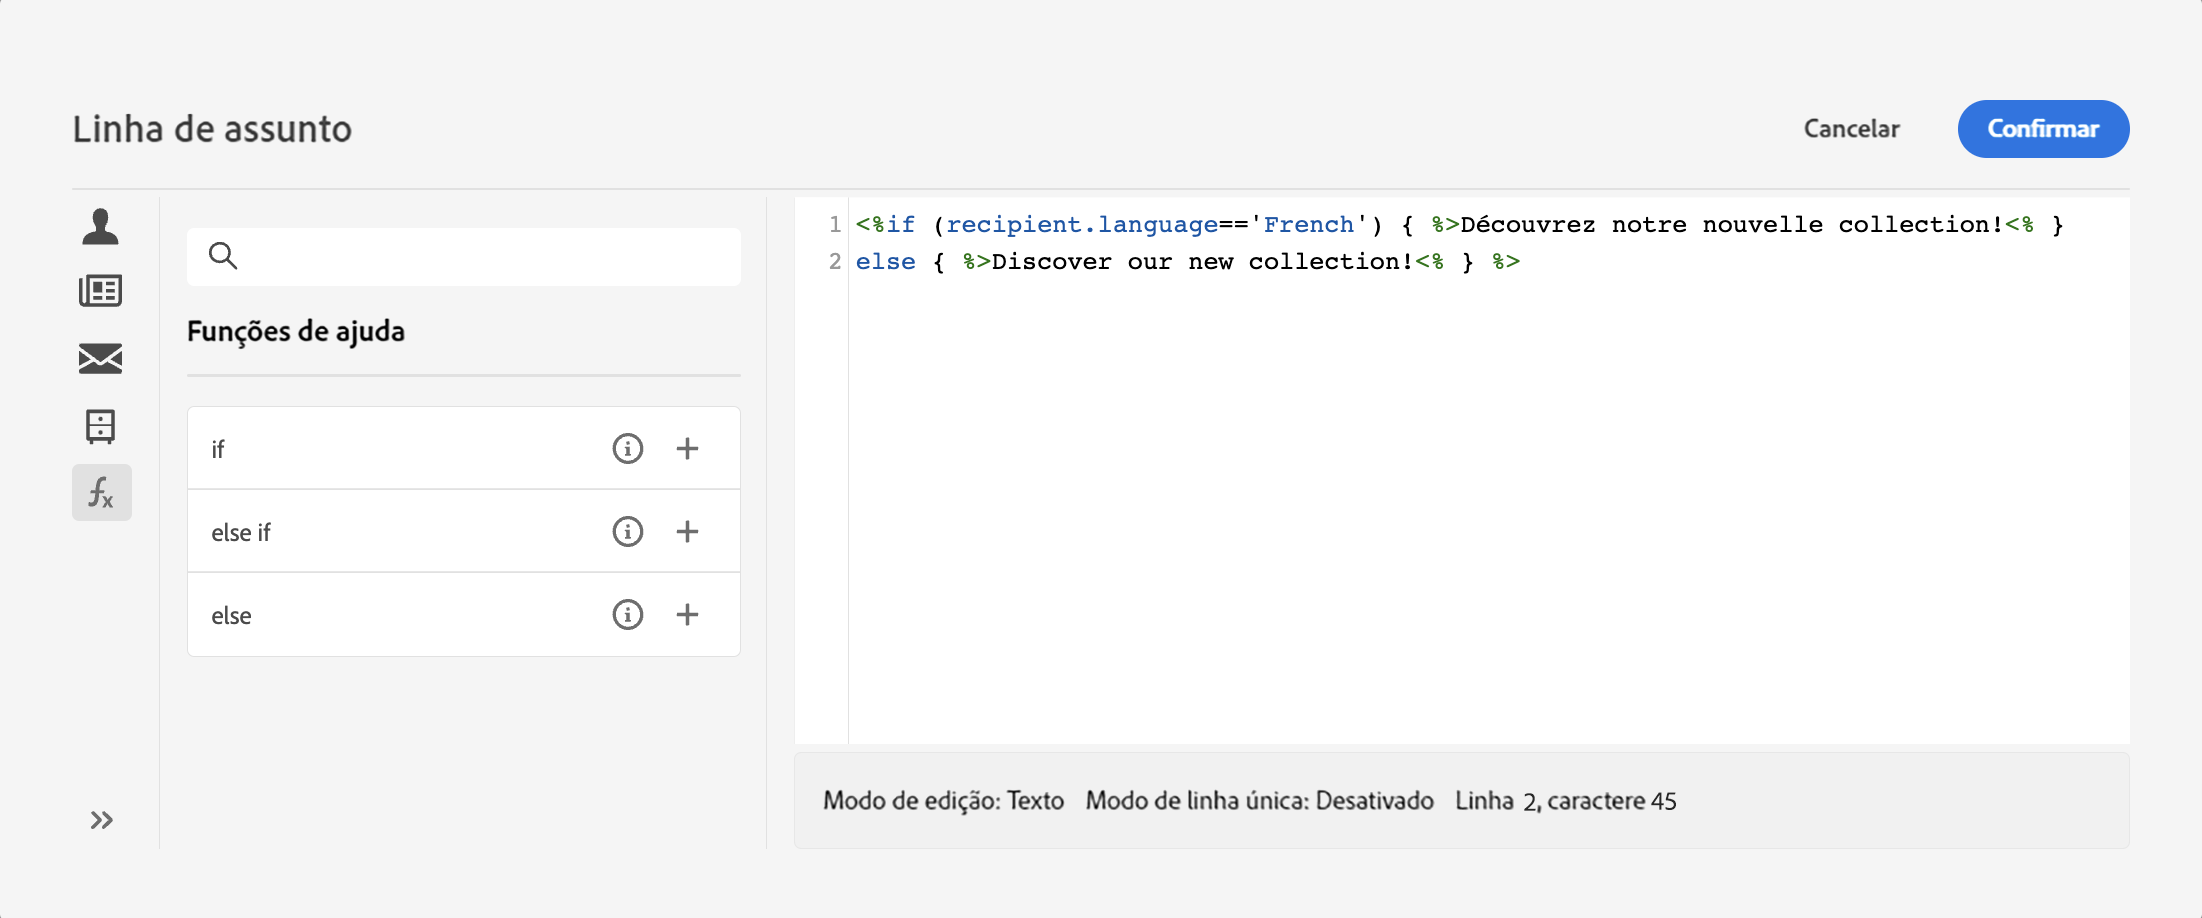 Linha de assunto
Cancelar
Confirmar
Funções de ajuda
if
else if
else
1 <%if (recipient.language=='French') { %>Découvrez notre nouvelle collection!<% }
2 else { %>Discover our new collection!<% } %>
Modo de edição: Texto Modo de linha única: Desativado Linha 2, caractere 45